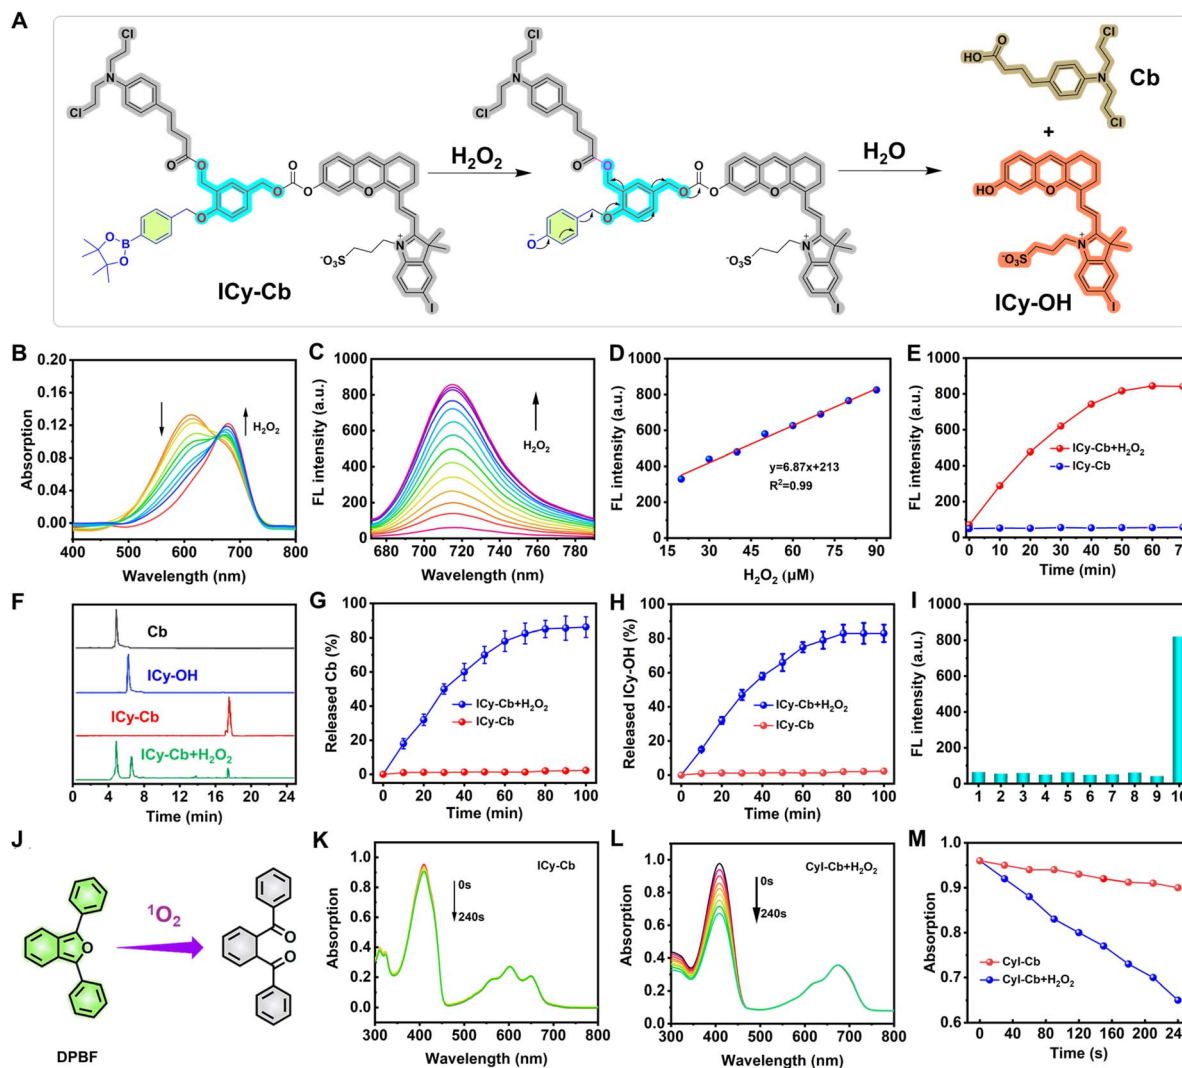 A
Cl
Cl
N
O
O
O
O
O
O
B
O
O
O
N
+
⁻O₃S
I
ICy-Cb
H₂O₂
Cl
Cl
N
O
O
O
O
O
O
O
⁻
N
+
⁻O₃S
I
H₂O
O
HO
N
Cl
Cl
Cb
+
HO
O
N
+
⁻O₃S
I
ICy-OH
B
Absorption
0.20
0.16
0.12
0.08
0.04
0.00
400 500 600 700 800
Wavelength (nm)
H₂O₂
C
FL intensity (a.u.)
1000
800
600
400
200
0
680 700 720 740 760 780
Wavelength (nm)
H₂O₂
D
FL intensity (a.u.)
1000
800
600
400
200
0
15 30 45 60 75 90
H₂O₂ (μM)
y=6.87x+213
R²=0.99
E
FL intensity (a.u.)
1000
800
600
400
200
0
0 10 20 30 40 50 60 70
Time (min)
ICy-Cb+H₂O₂
ICy-Cb
F
Cb
ICy-OH
ICy-Cb
ICy-Cb+H₂O₂
0 4 8 12 16 20 24
Time (min)
G
Released Cb (%)
100
80
60
40
20
0
0 20 40 60 80 100
Time (min)
ICy-Cb+H₂O₂
ICy-Cb
H
Released ICy-OH (%)
100
80
60
40
20
0
0 20 40 60 80 100
Time (min)
ICy-Cb+H₂O₂
ICy-Cb
I
FL intensity (a.u.)
1000
800
600
400
200
0
1 2 3 4 5 6 7 8 9 10
J
O
¹O₂
O
O
DPBF
K
Absorption
1.0
0.8
0.6
0.4
0.2
0.0
300 400 500 600 700 800
Wavelength (nm)
ICy-Cb
0s
240s
L
Absorption
1.0
0.8
0.6
0.4
0.2
0.0
300 400 500 600 700 800
Wavelength (nm)
CyI-Cb+H₂O₂
0s
240s
M
Absorption
1.0
0.9
0.8
0.7
0.6
0 40 80 120 160 200 24
Time (s)
CyI-Cb
CyI-Cb+H₂O₂